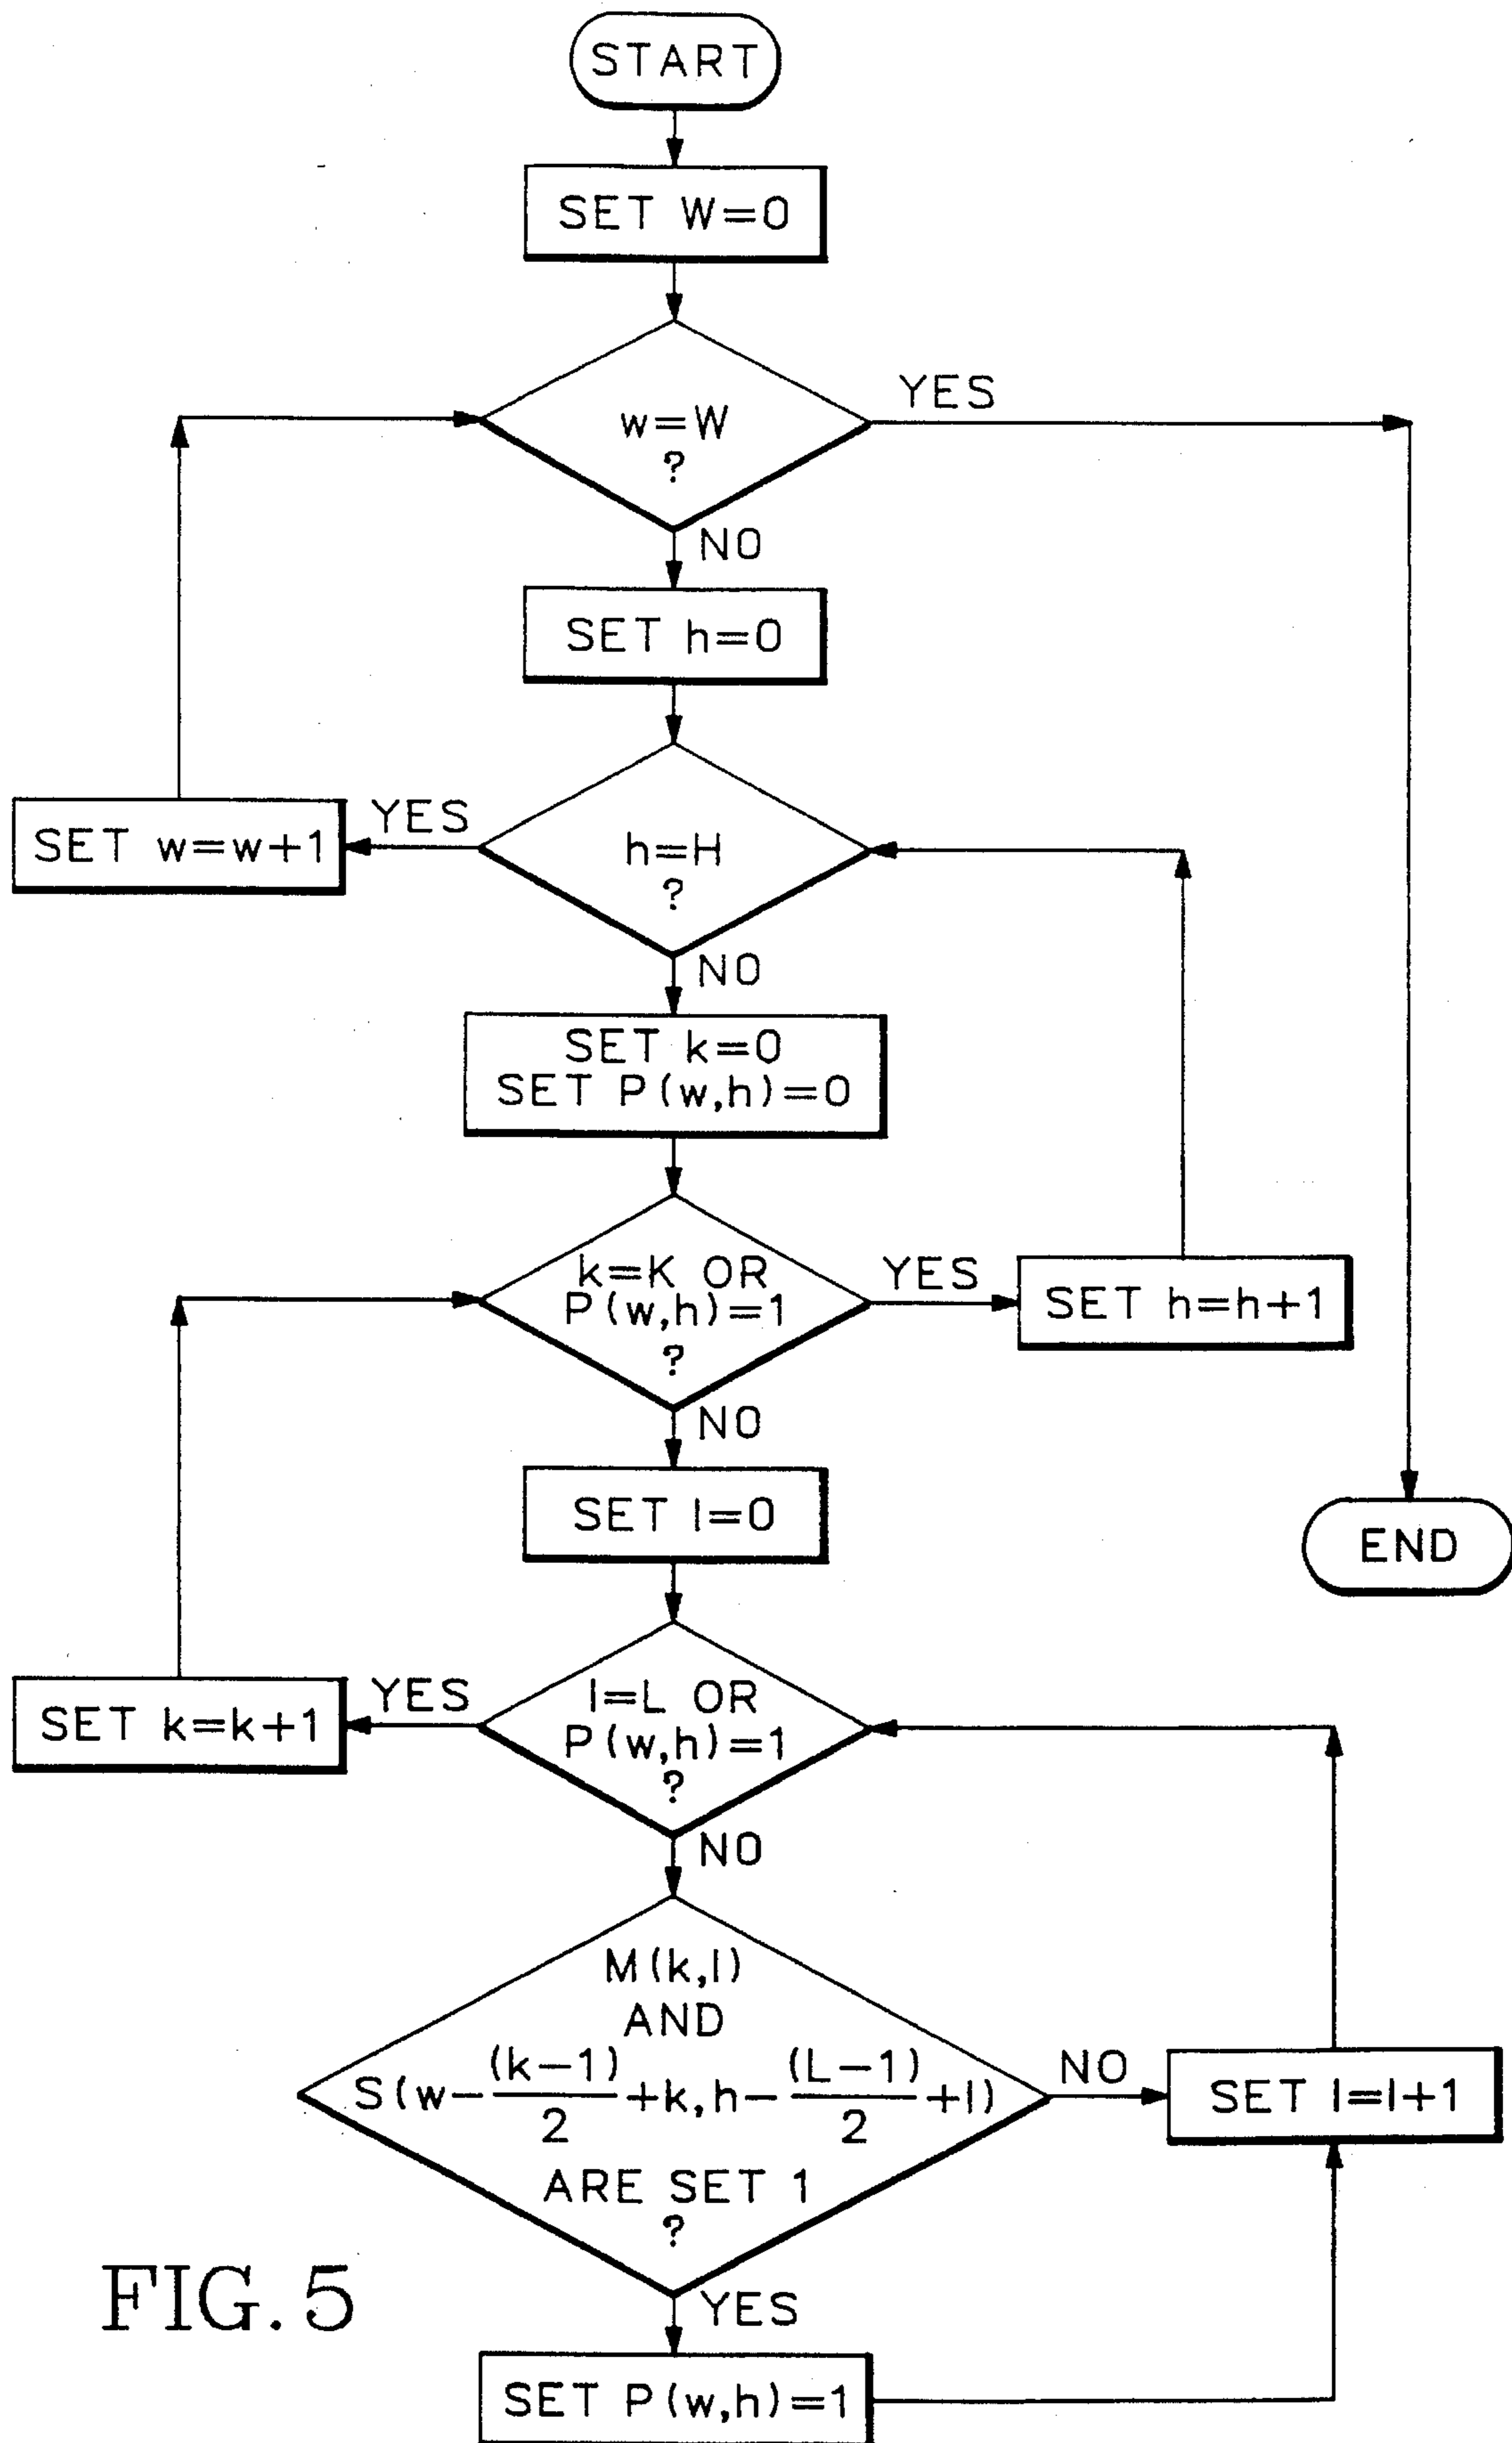 START
SET W=0
w=W
?
YES
NO
SET h=0
SET w=w+1
YES
h=H
?
NO
SET k=0
SET P(w,h)=0
k=K OR
P(w,h)=1
?
YES
SET h=h+1
NO
SET l=0
END
SET k=k+1
YES
l=L OR
P(w,h)=1
?
NO
M(k,l)
AND
S(w-(k-1)/2+k,h-(L-1)/2+l)
ARE SET 1
?
NO
SET l=l+1
YES
SET P(w,h)=1
FIG. 5